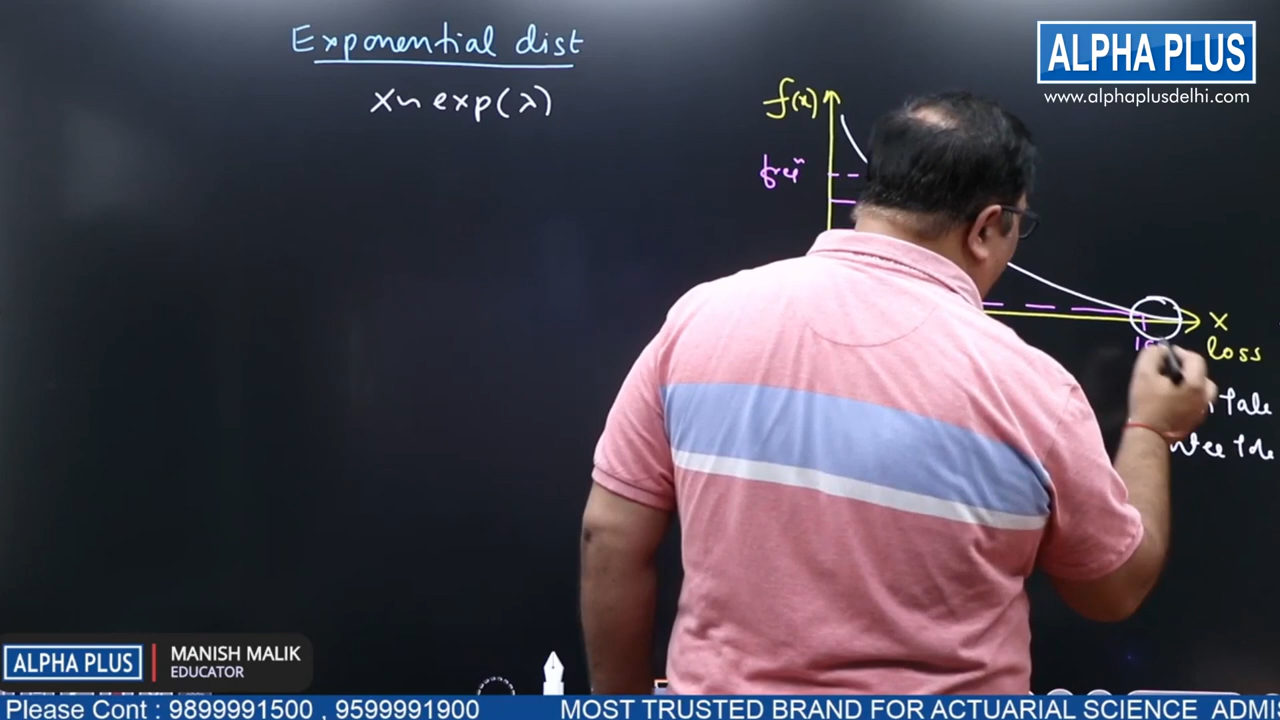 Exponential dist
X~exp(λ)
ALPHA PLUS
www.alphaplusdelhi.com
f(x)
X
loss
ALPHA PLUS
MANISH MALIK
EDUCATOR
Please Cont : 9899991500 , 9599991900 MOST TRUSTED BRAND FOR ACTUARIAL SCIENCE ADMIS